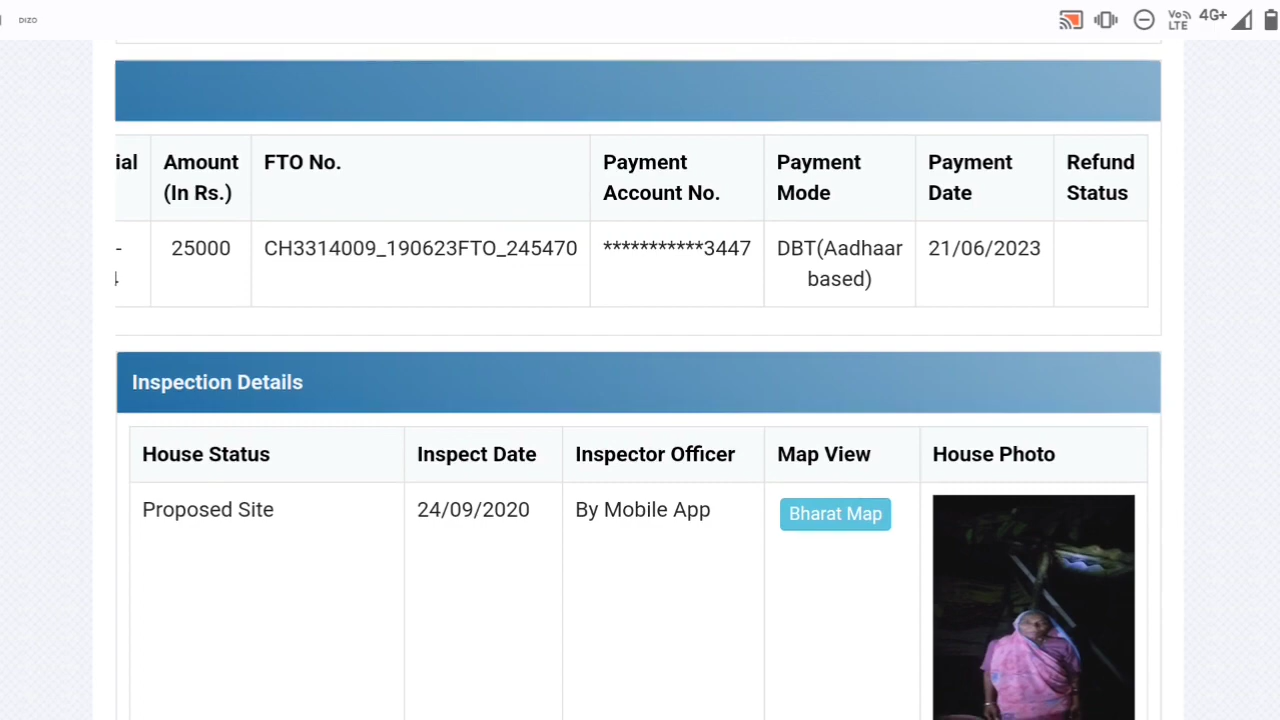 DIZO
Vo
LTE
4G+
ial
Amount
(In Rs.)
FTO No.
Payment
Account No.
Payment
Mode
Payment
Date
Refund
Status
-
4
25000
CH3314009_190623FTO_245470
***********3447
DBT(Aadhaar
based)
21/06/2023
Inspection Details
House Status
Inspect Date
Inspector Officer
Map View
House Photo
Proposed Site
24/09/2020
By Mobile App
Bharat Map